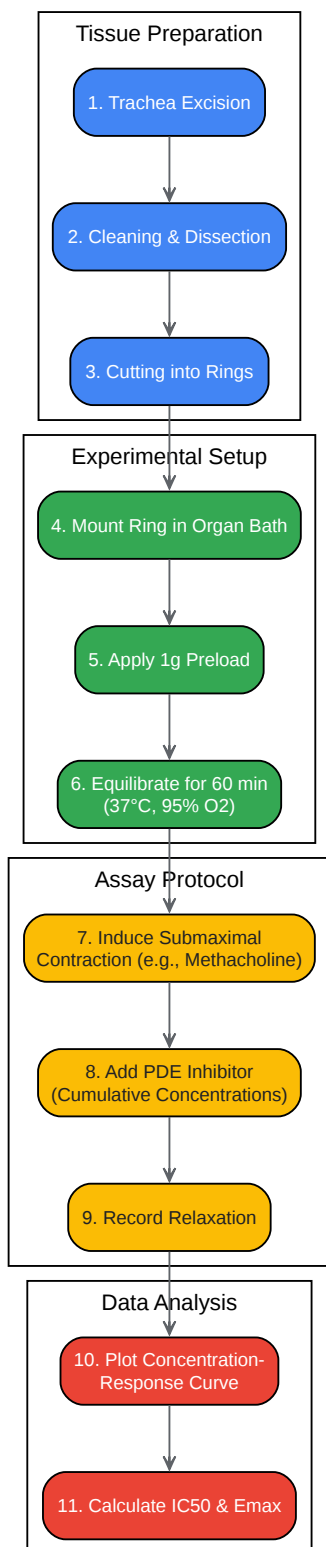 Tissue Preparation
1. Trachea Excision
2. Cleaning & Dissection
3. Cutting into Rings
Experimental Setup
4. Mount Ring in Organ Bath
5. Apply 1g Preload
6. Equilibrate for 60 min
(37°C, 95% O2)
Assay Protocol
7. Induce Submaximal
Contraction (e.g., Methacholine)
8. Add PDE Inhibitor
(Cumulative Concentrations)
9. Record Relaxation
Data Analysis
10. Plot Concentration-
Response Curve
11. Calculate IC50 & Emax